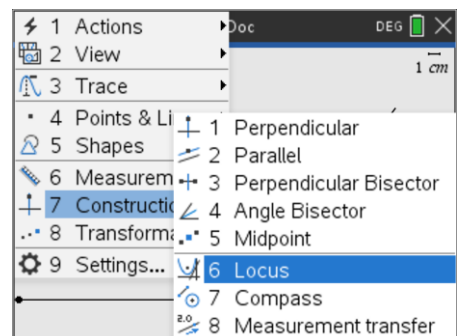 1 Actions
Doc DEG
2 View
1 cm
3 Trace
4 Points & Li
1 Perpendicular
5 Shapes
2 Parallel
6 Measurem
3 Perpendicular Bisector
7 Constructio
4 Angle Bisector
8 Transforma
5 Midpoint
9 Settings...
6 Locus
7 Compass
2.0 8 Measurement transfer